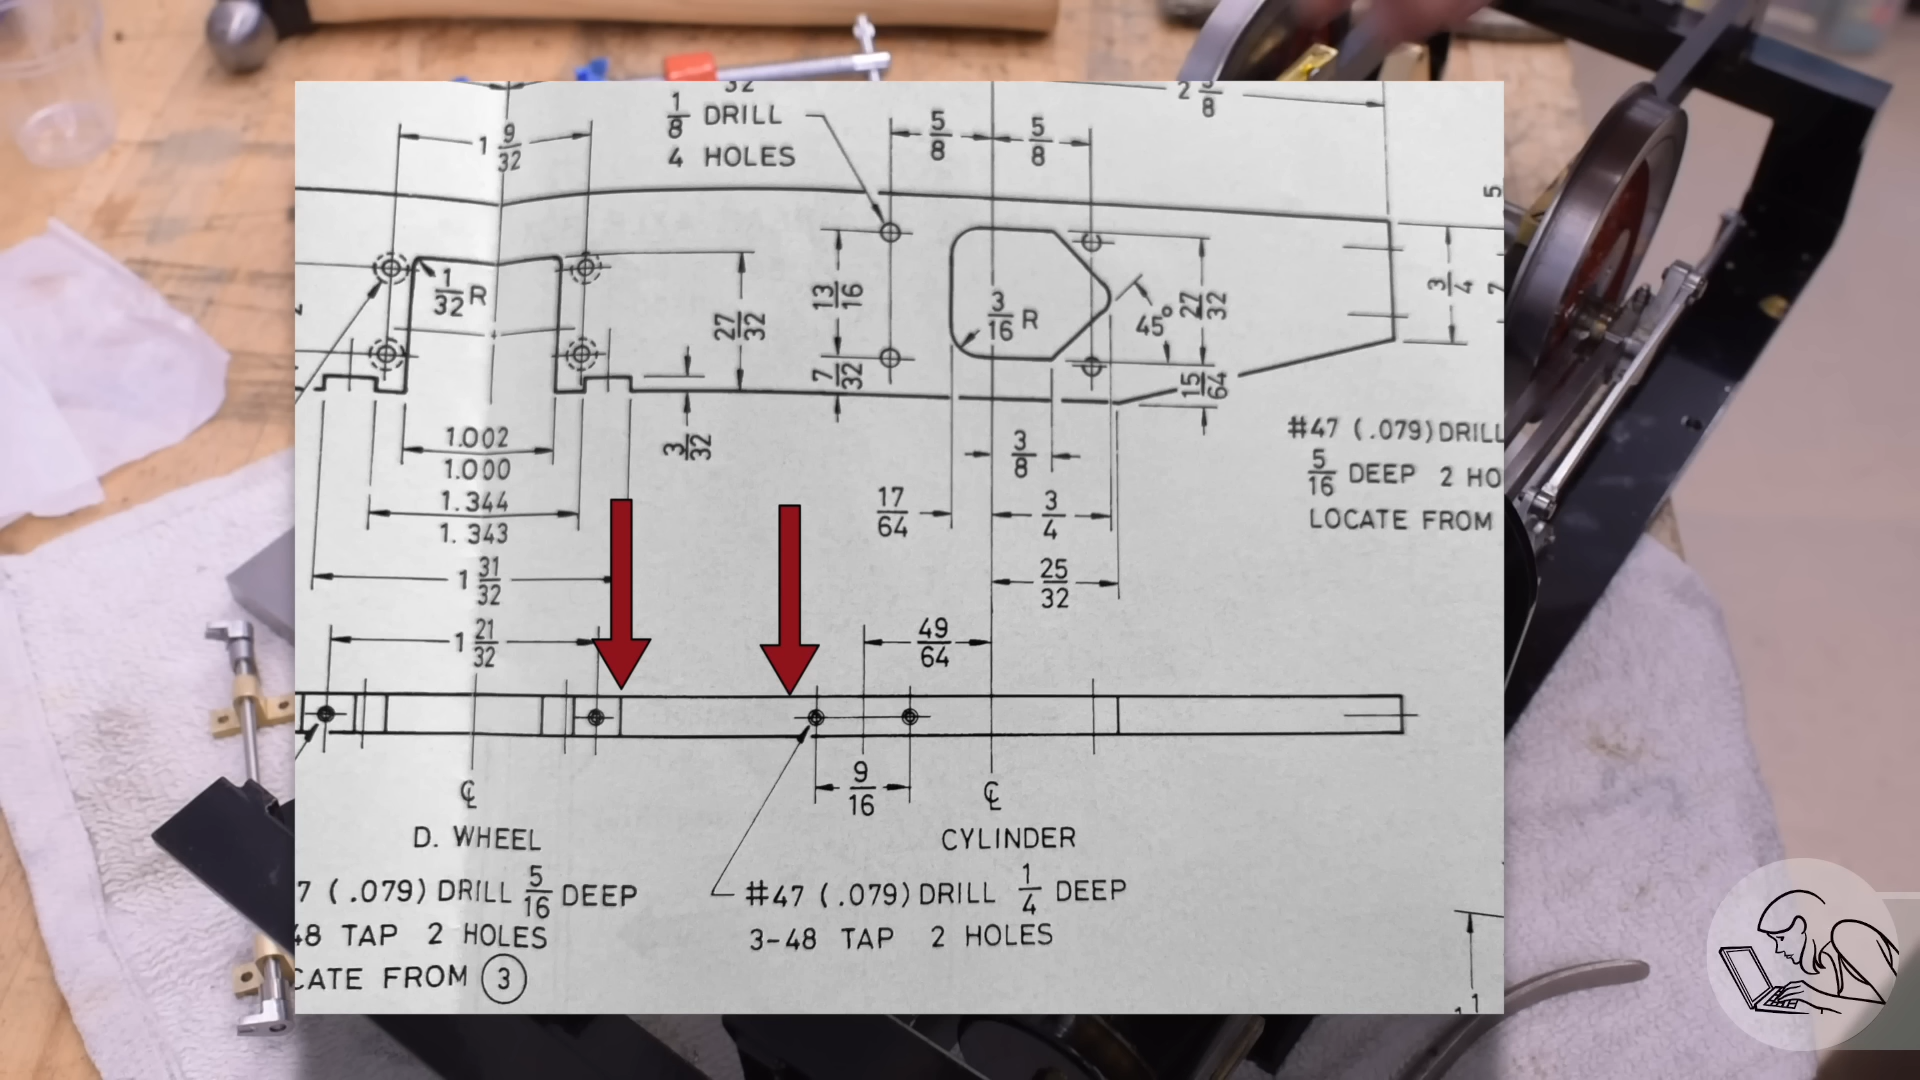 32
1/8 DRILL
4 HOLES
1 9/32
5/8
5/8
2 3/8
5
1/32 R
27/32
13/16
7/32
3/16 R
45°
27/32
15/64
3/4
7
3/32
1.002
1.000
1.344
1.343
1 31/32
1 21/32
17/64
3/8
3/4
25/32
49/64
#47 (.079) DRILL
5/16 DEEP 2 HO
LOCATE FROM
9/16
℄
℄
D. WHEEL
CYLINDER
7 (.079) DRILL 5/16 DEEP
48 TAP 2 HOLES
CATE FROM 3
#47 (.079) DRILL 1/4 DEEP
3-48 TAP 2 HOLES
1